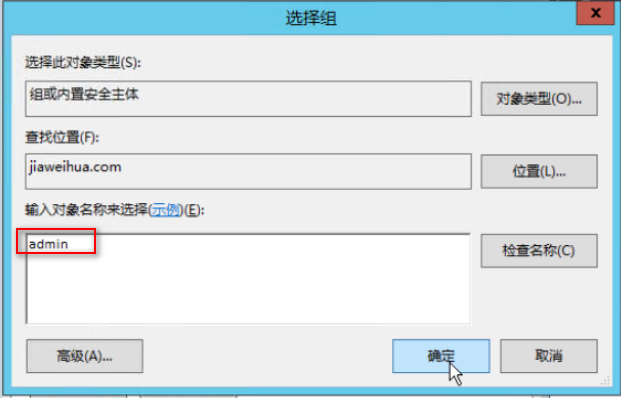 选择组
x
选择此对象类型(S):
组或内置安全主体
对象类型(O)...
查找位置(F):
jiaweihua.com
位置(L)...
输入对象名称来选择(示例)(E):
admin
检查名称(C)
高级(A)...
确定
取消